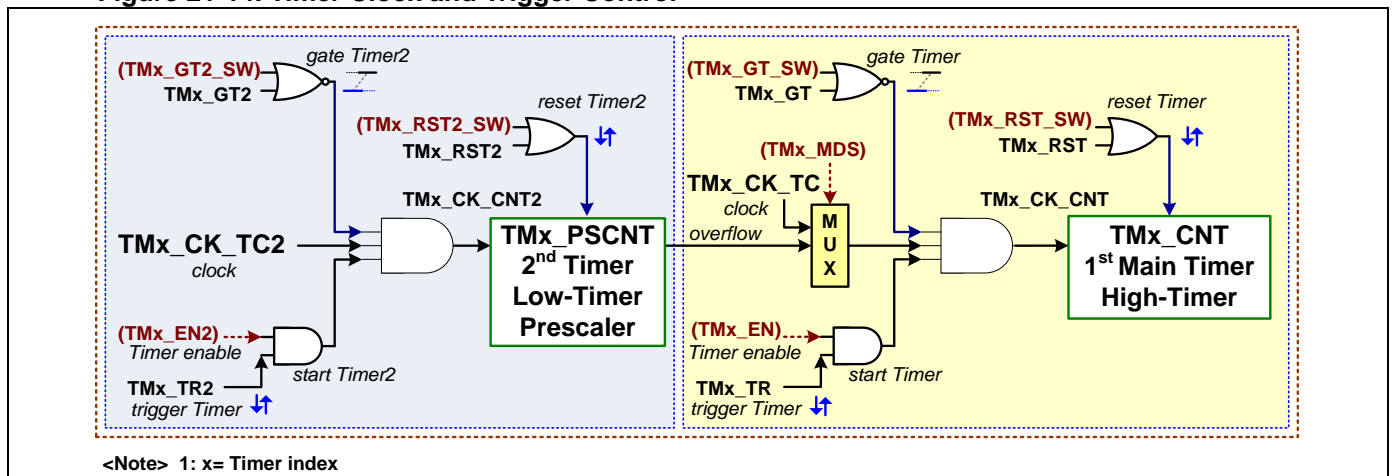 gate Timer2
(TMx_GT2_SW)
TMx_GT2
reset Timer2
(TMx_RST2_SW)
TMx_RST2
TMx_CK_CNT2
TMx_CK_TC2
clock
TMx_PSCNT
2nd Timer
Low-Timer
Prescaler
(TMx_EN2)
Timer enable
start Timer2
TMx_TR2
trigger Timer
gate Timer
(TMx_GT_SW)
TMx_GT
reset Timer
(TMx_RST_SW)
TMx_RST
(TMx_MDS)
TMx_CK_TC
clock
overflow
M
U
X
TMx_CK_CNT
TMx_CNT
1st Main Timer
High-Timer
(TMx_EN)
Timer enable
start Timer
TMx_TR
trigger Timer
<Note> 1: x= Timer index